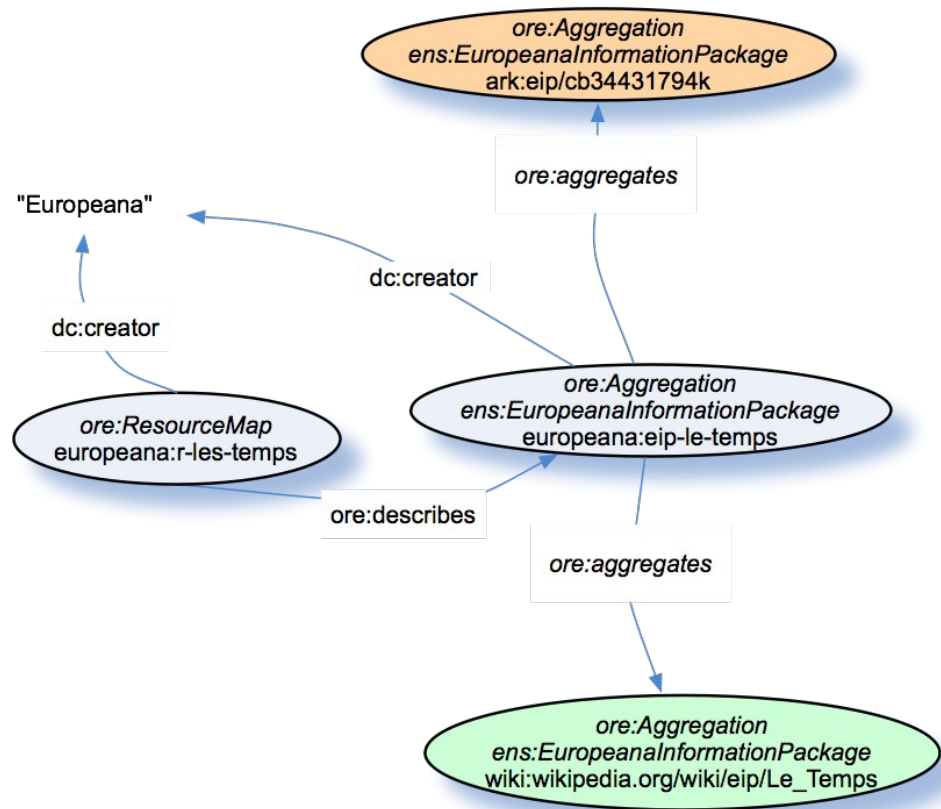 ore:Aggregation
ens:EuropeanaInformationPackage
ark:eip/cb34431794k
ore:aggregates
"Europeana"
dc:creator
dc:creator
ore:Aggregation
ens:EuropeanaInformationPackage
europeana:eip-le-temps
ore:ResourceMap
europeana:r-les-temps
ore:describes
ore:aggregates
ore:Aggregation
ens:EuropeanaInformationPackage
wiki:wikipedia.org/wiki/eip/Le_Temps